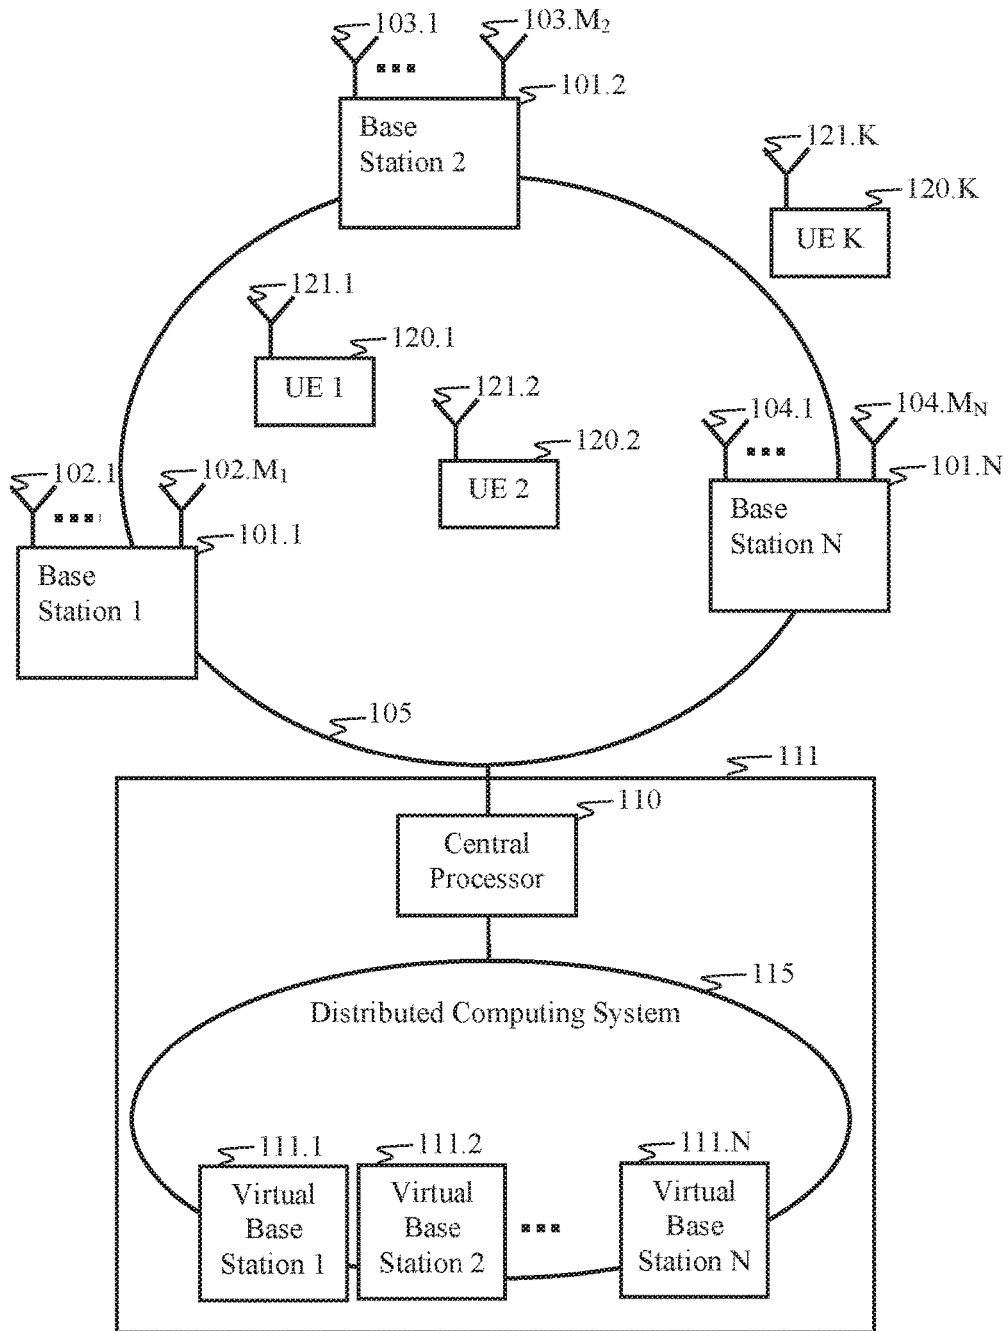 103.1
103.M2
101.2
Base
Station 2
121.K
120.K
UE K
121.1
120.1
UE 1
121.2
120.2
UE 2
104.1
104.MN
101.N
Base
Station N
102.1
102.M1
101.1
Base
Station 1
105
111
110
Central
Processor
115
Distributed Computing System
111.1
Virtual
Base
Station 1
111.2
Virtual
Base
Station 2
111.N
Virtual
Base
Station N